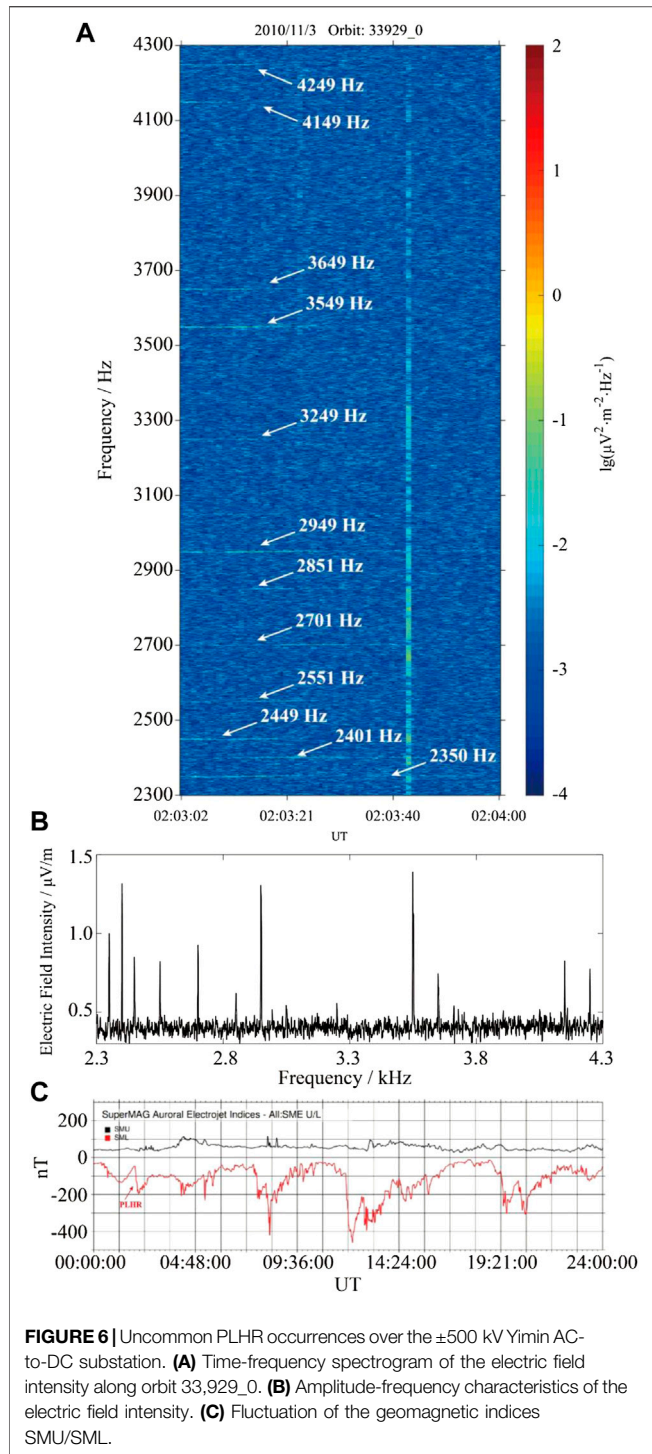 A
2010/11/3 Orbit: 33929_0
4300
4100
3900
3700
3500
3300
3100
2900
2700
2500
2300
Frequency / Hz
4249 Hz
4149 Hz
3649 Hz
3549 Hz
3249 Hz
2949 Hz
2851 Hz
2701 Hz
2551 Hz
2449 Hz
2401 Hz
2350 Hz
02:03:02 02:03:21 02:03:40 02:04:00
UT
2
1
0
-1
-2
-3
-4
lg(μV²·m⁻²·Hz⁻¹)
B
Electric Field Intensity / μV/m
1.5
1.0
0.5
2.3 2.8 3.3 3.8 4.3
Frequency / kHz
C
SuperMAG Auroral Electrojet Indices - All:SME U/L
SMU
SML
200
0
-200
-400
nT
PLHR
00:00:00 04:48:00 09:36:00 14:24:00 19:21:00 24:00:00
UT
FIGURE 6 | Uncommon PLHR occurrences over the ±500 kV Yimin AC-
to-DC substation. (A) Time-frequency spectrogram of the electric field
intensity along orbit 33,929_0. (B) Amplitude-frequency characteristics of the
electric field intensity. (C) Fluctuation of the geomagnetic indices
SMU/SML.